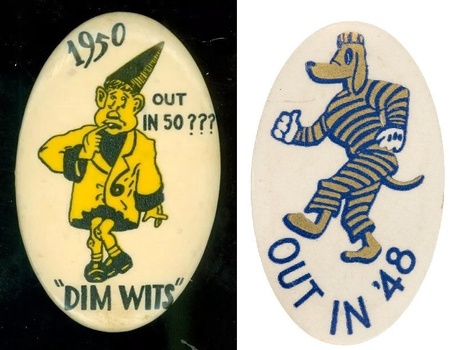 1950
OUT
IN 50???
"DIM WITS"
OUT IN '48